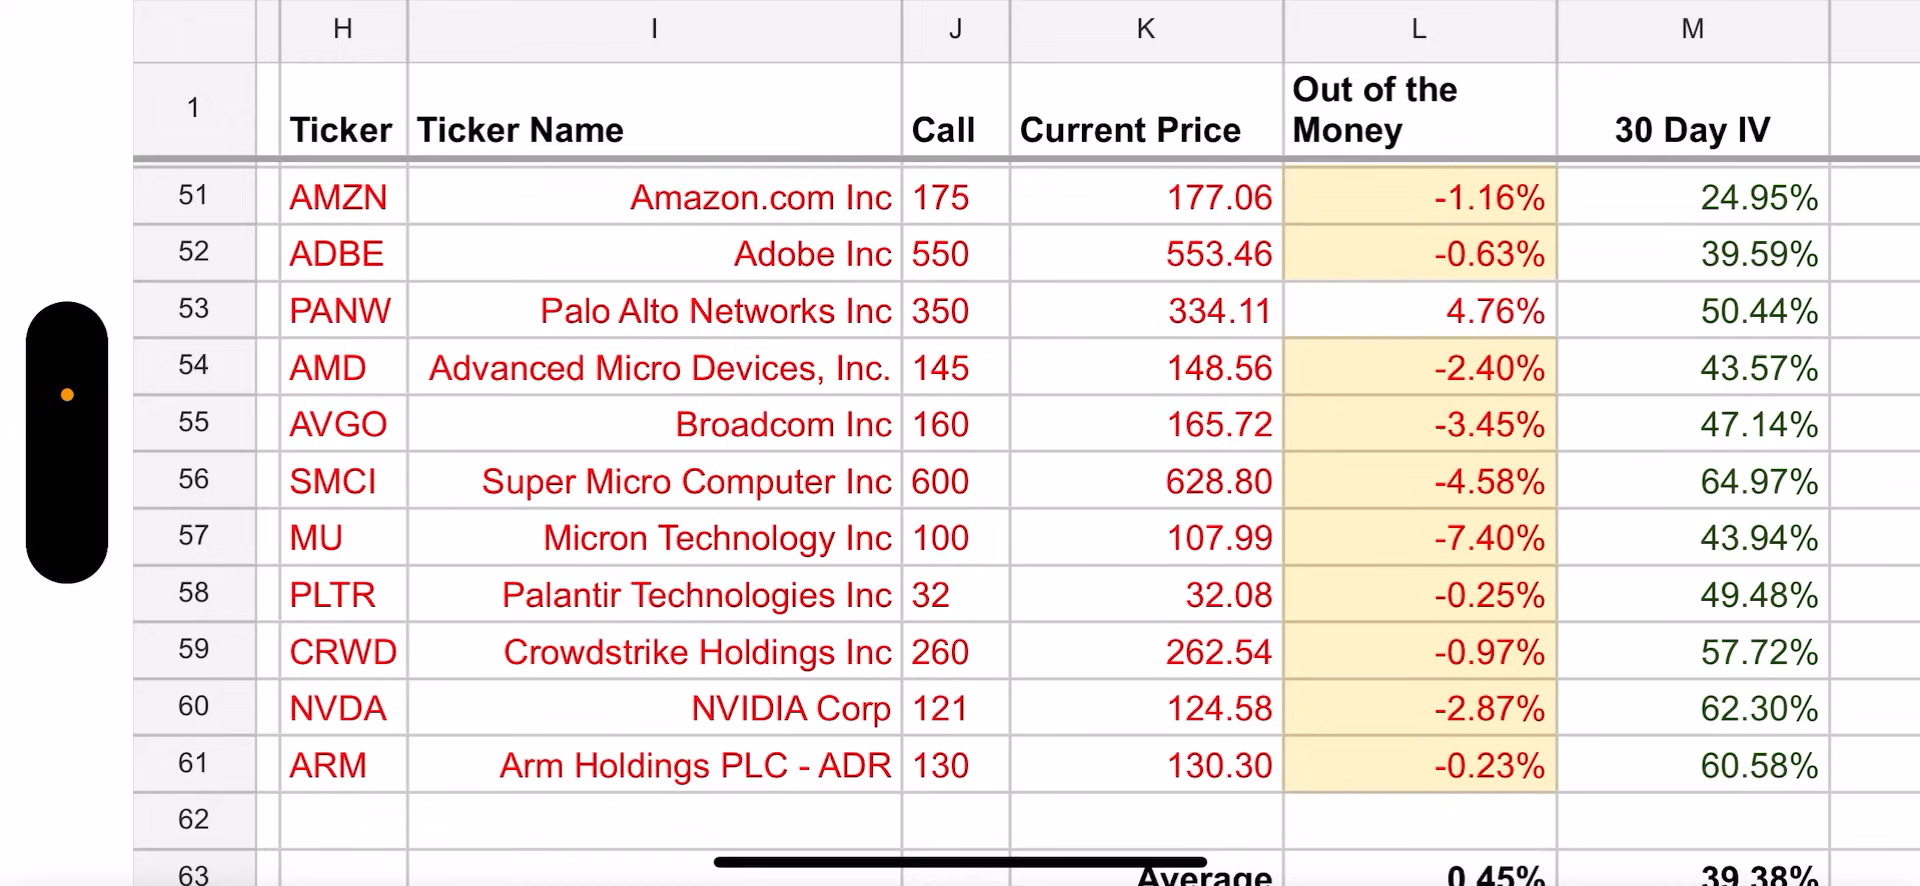 H I J K L M
1 Ticker Ticker Name Call Current Price Out of the Money 30 Day IV
51 AMZN Amazon.com Inc 175 177.06 -1.16% 24.95%
52 ADBE Adobe Inc 550 553.46 -0.63% 39.59%
53 PANW Palo Alto Networks Inc 350 334.11 4.76% 50.44%
54 AMD Advanced Micro Devices, Inc. 145 148.56 -2.40% 43.57%
55 AVGO Broadcom Inc 160 165.72 -3.45% 47.14%
56 SMCI Super Micro Computer Inc 600 628.80 -4.58% 64.97%
57 MU Micron Technology Inc 100 107.99 -7.40% 43.94%
58 PLTR Palantir Technologies Inc 32 32.08 -0.25% 49.48%
59 CRWD Crowdstrike Holdings Inc 260 262.54 -0.97% 57.72%
60 NVDA NVIDIA Corp 121 124.58 -2.87% 62.30%
61 ARM Arm Holdings PLC - ADR 130 130.30 -0.23% 60.58%
62
63 Average 0.45% 39.38%